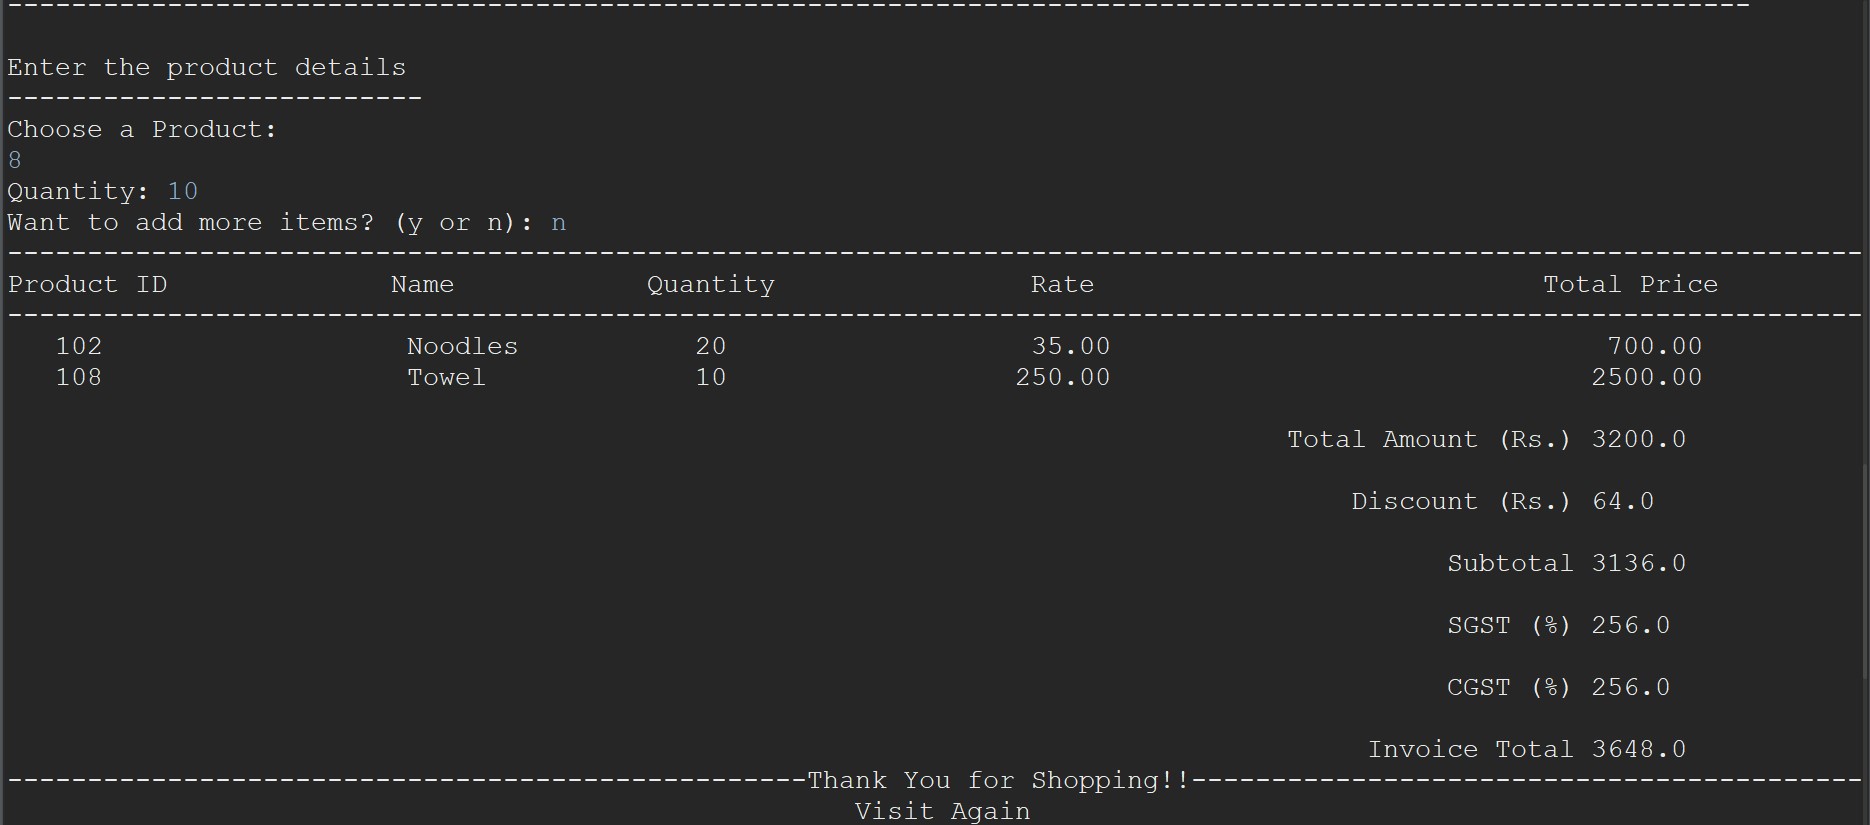 Enter the product details
--------------------------
Choose a Product:
8
Quantity: 10
Want to add more items? (y or n): n
--------------------------------------------------------------------------------------------------------------------
Product ID Name Quantity Rate Total Price
--------------------------------------------------------------------------------------------------------------------
102 Noodles 20 35.00 700.00
108 Towel 10 250.00 2500.00
Total Amount (Rs.) 3200.0
Discount (Rs.) 64.0
Subtotal 3136.0
SGST (%) 256.0
CGST (%) 256.0
Invoice Total 3648.0
--------------------------------------------------Thank You for Shopping!!------------------------------------------
Visit Again